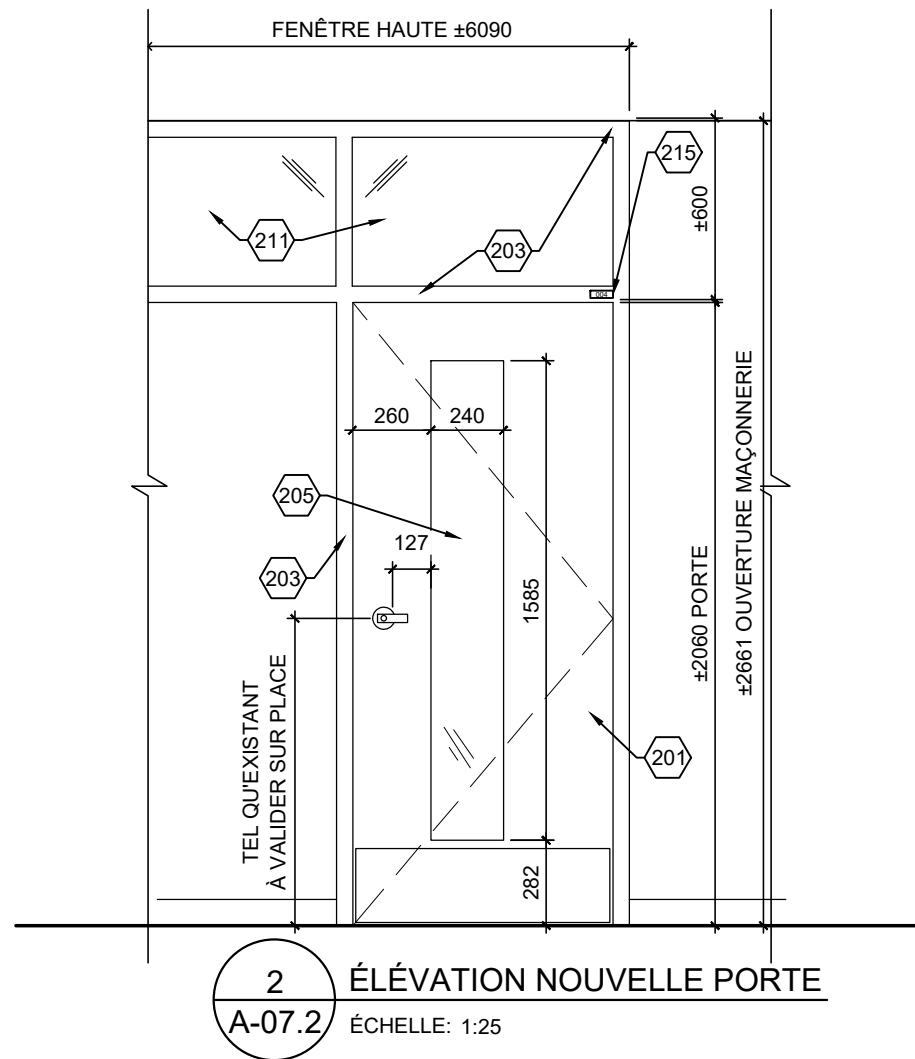 FENÊTRE HAUTE ±6090
215
±600
211
203
004
260
240
205
127
203
1585
±2060 PORTE
±2661 OUVERTURE MAÇONNERIE
TEL QU'EXISTANT
À VALIDER SUR PLACE
201
282
2
A-07.2
ÉLÉVATION NOUVELLE PORTE
ÉCHELLE: 1:25